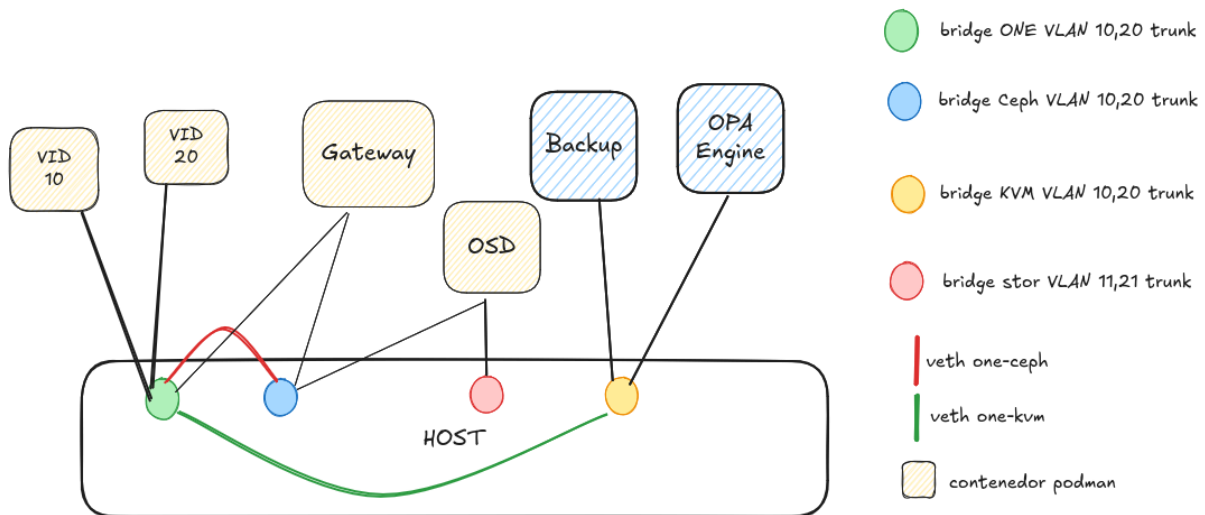 VID
10
VID
20
Gateway
OSD
Backup
OPA
Engine
HOST
bridge ONE VLAN 10,20 trunk
bridge Ceph VLAN 10,20 trunk
bridge KVM VLAN 10,20 trunk
bridge stor VLAN 11,21 trunk
veth one-ceph
veth one-kvm
contenedor podman